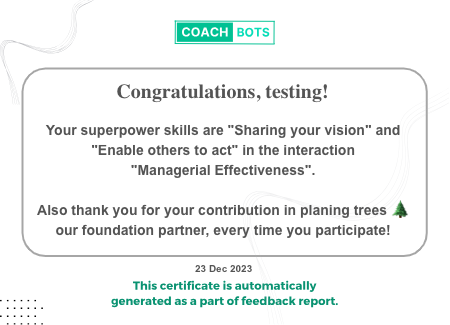 COACH BOTS
Congratulations, testing!
Your superpower skills are "Sharing your vision" and
"Enable others to act" in the interaction
"Managerial Effectiveness".
Also thank you for your contribution in planing trees 🌲
our foundation partner, every time you participate!
23 Dec 2023
This certificate is automatically
generated as a part of feedback report.